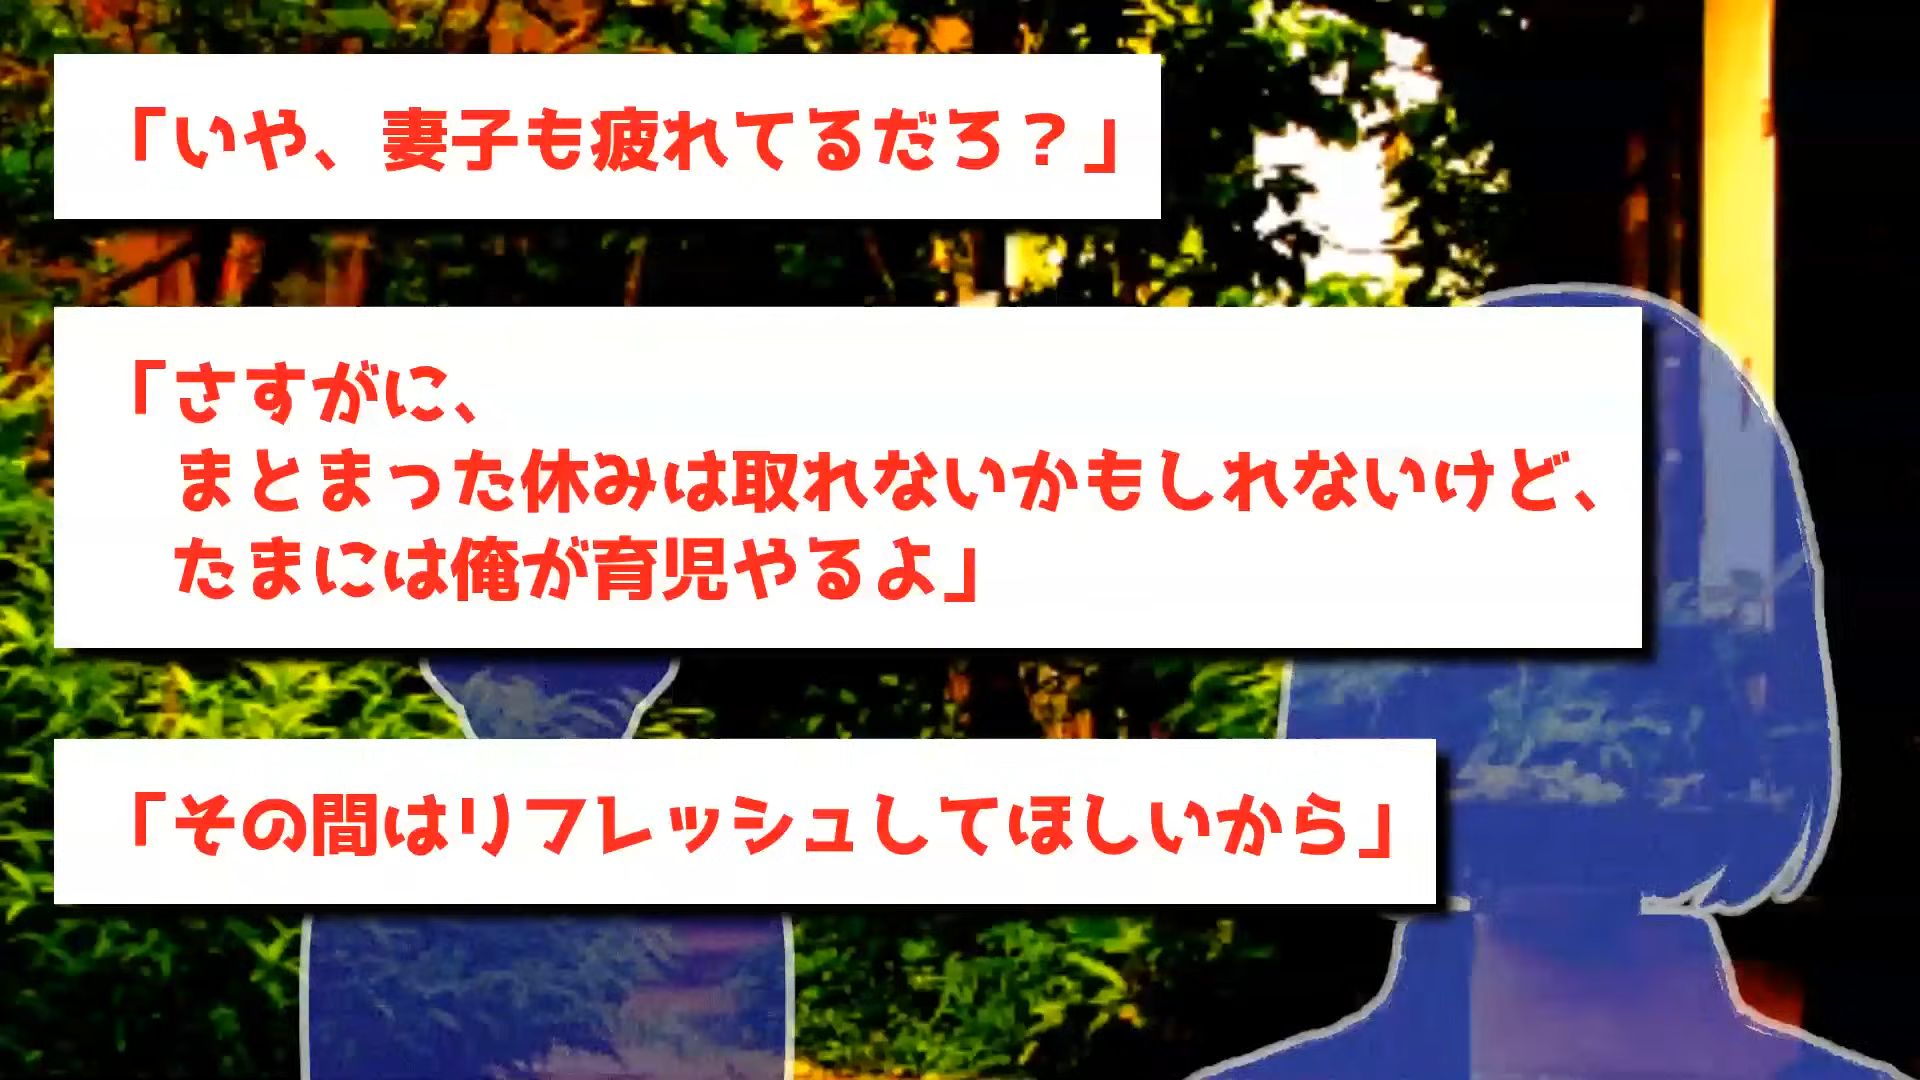 「いや、妻子も疲れてるだろ？」
「さすがに、
まとまった休みは取れないかもしれないけど、
たまには俺が育児やるよ」
「その間はリフレッシュしてほしいから」